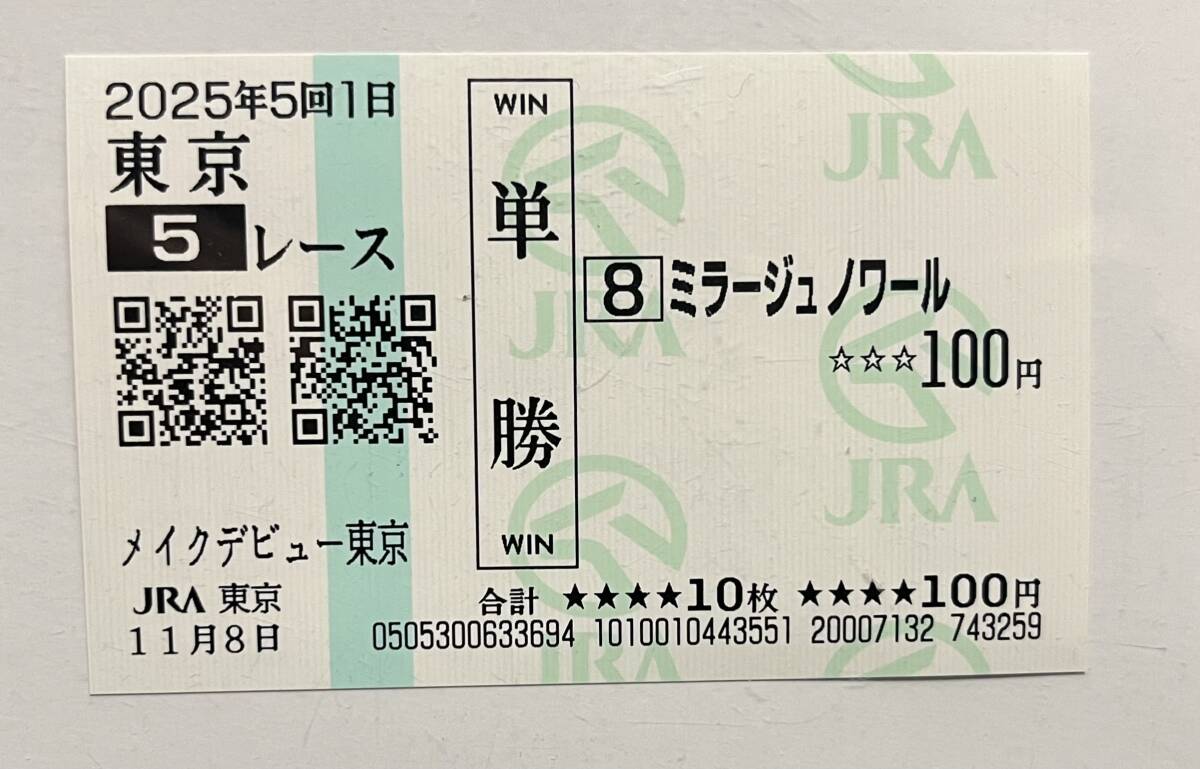 2025年5回1日
東京
5レース
メイクデビュー東京
JRA 東京
11月8日
WIN
単勝
WIN
8 ミラージュノワール
☆☆☆100円
合計 ★★★★10枚 ★★★★100円
0505300633694 1010010443551 20007132 743259
JRA
JRA
JRA
JRA